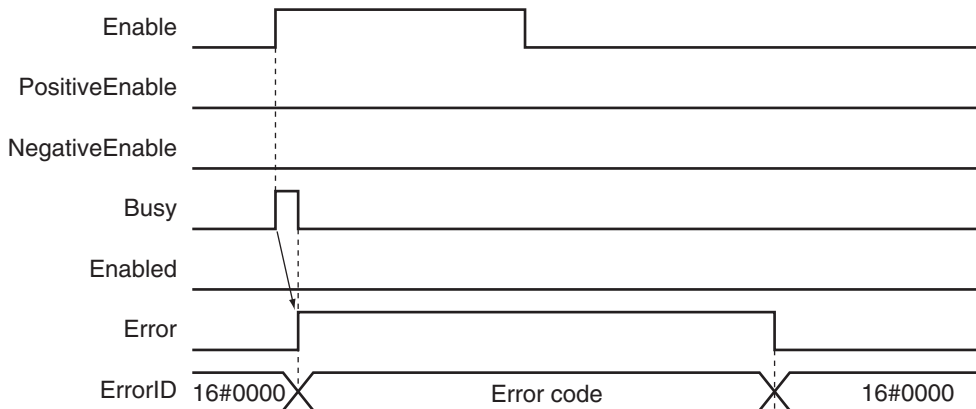 Enable
PositiveEnable
NegativeEnable
Busy
Enabled
Error
ErrorID 16#0000 Error code 16#0000